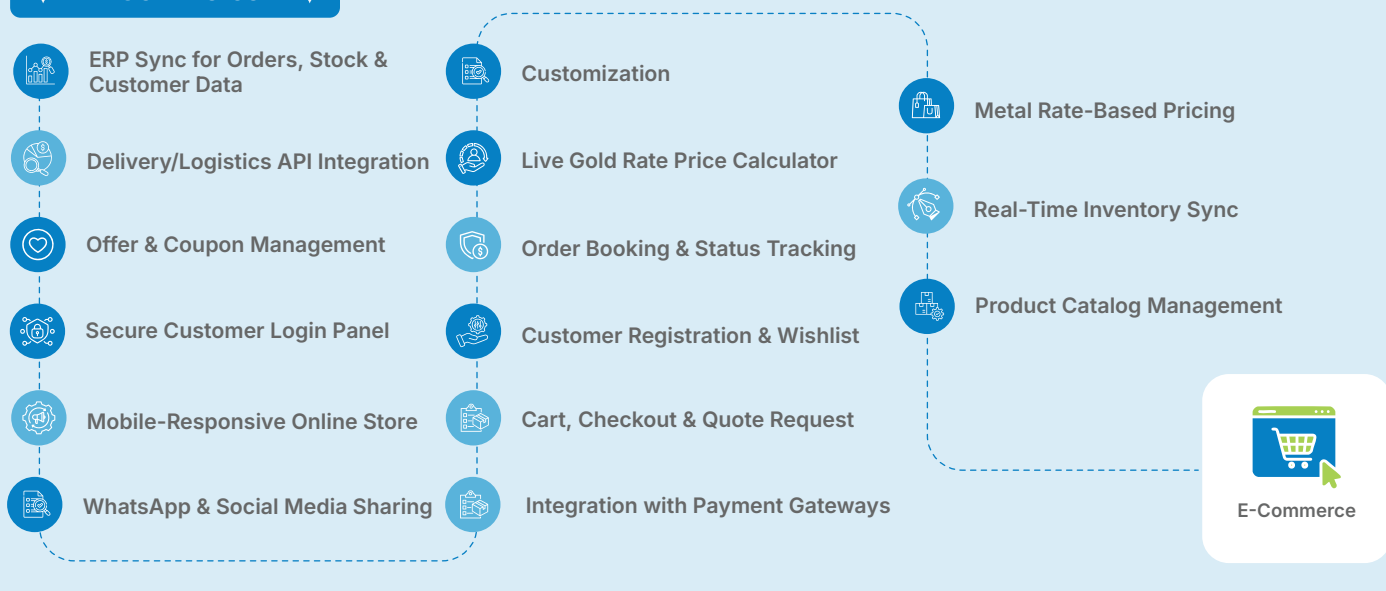 ERP Sync for Orders, Stock &
Customer Data
Delivery/Logistics API Integration
Offer & Coupon Management
Secure Customer Login Panel
Mobile-Responsive Online Store
WhatsApp & Social Media Sharing
Customization
Live Gold Rate Price Calculator
Order Booking & Status Tracking
Customer Registration & Wishlist
Cart, Checkout & Quote Request
Integration with Payment Gateways
Metal Rate-Based Pricing
Real-Time Inventory Sync
Product Catalog Management
E-Commerce